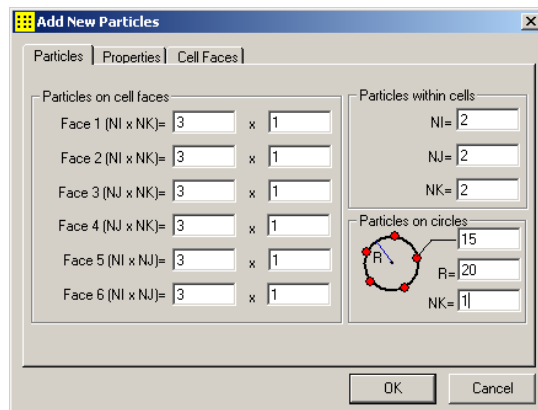 Add New Particles
Particles Properties Cell Faces
Particles on cell faces
Face 1 (NI x NK)= 3 x 1
Face 2 (NI x NK)= 3 x 1
Face 3 (NJ x NK)= 3 x 1
Face 4 (NJ x NK)= 3 x 1
Face 5 (NI x NJ)= 3 x 1
Face 6 (NI x NJ)= 3 x 1
Particles within cells
NI= 2
NJ= 2
NK= 2
Particles on circles
15
R
R= 20
NK= 1
OK Cancel